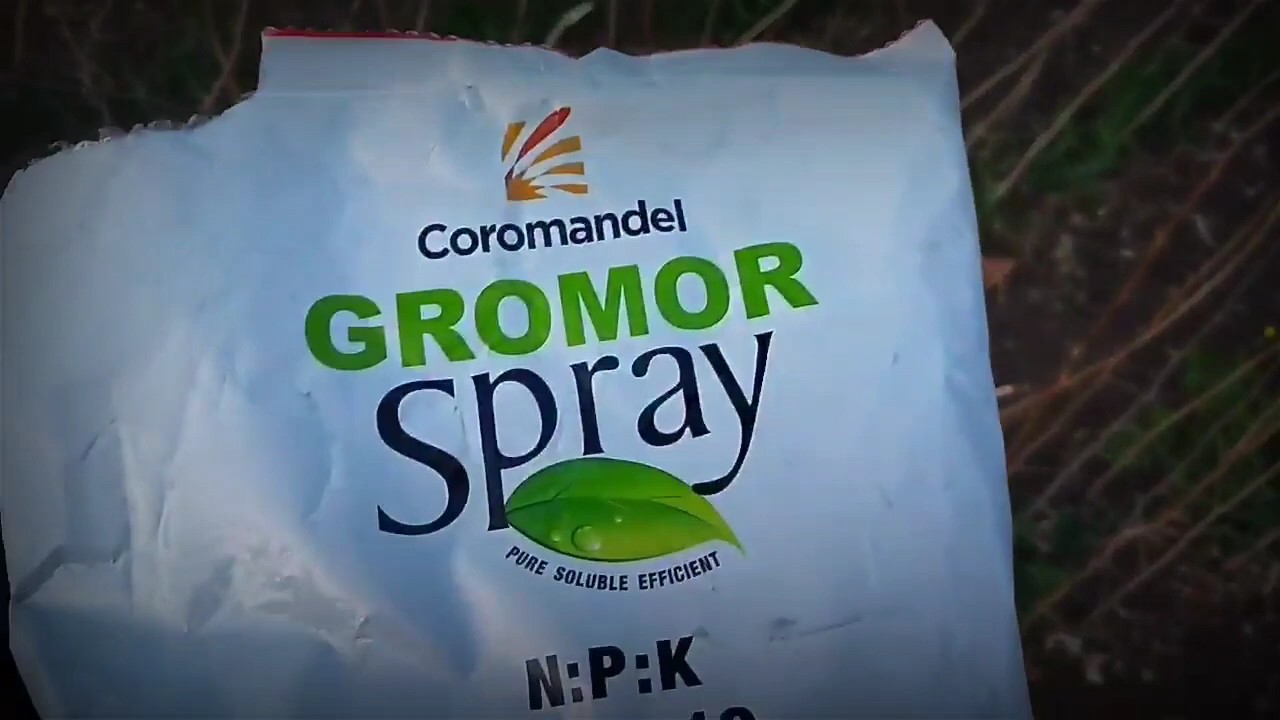 Coromandel
GROMOR
Spray
PURE SOLUBLE EFFICIENT
N:P:K